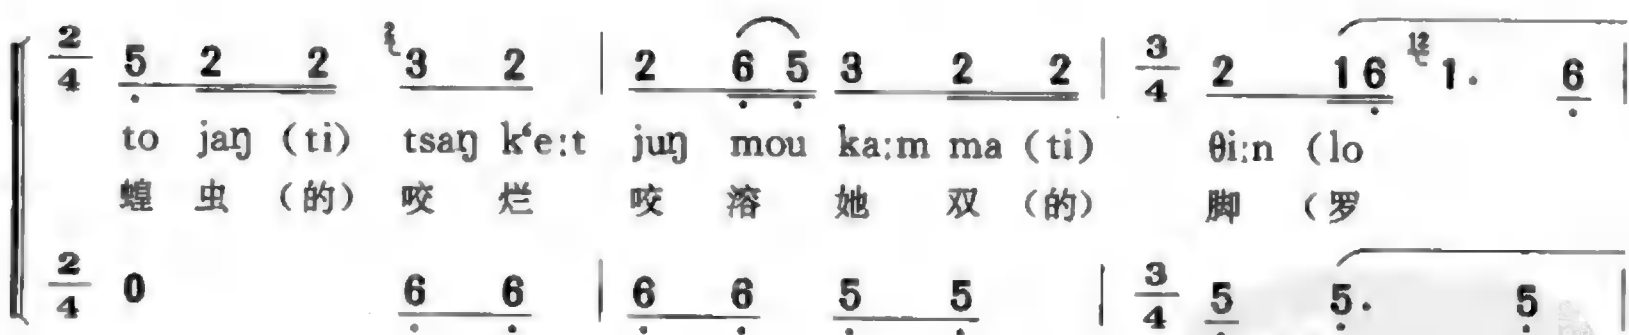 2/4 5 2 2 3 2 | 2 6 5 3 2 2 | 3/4 2 1 6 12 1. 6 |
to jaŋ (ti) tsaŋ k‘e:t juŋ mou ka:m ma (ti) θi:n (lo
蝗 虫 (的) 咬 烂 咬 溶 她 双 (的) 脚 (罗
2/4 0 6 6 | 6 6 5 5 | 3/4 5 5. 5 |